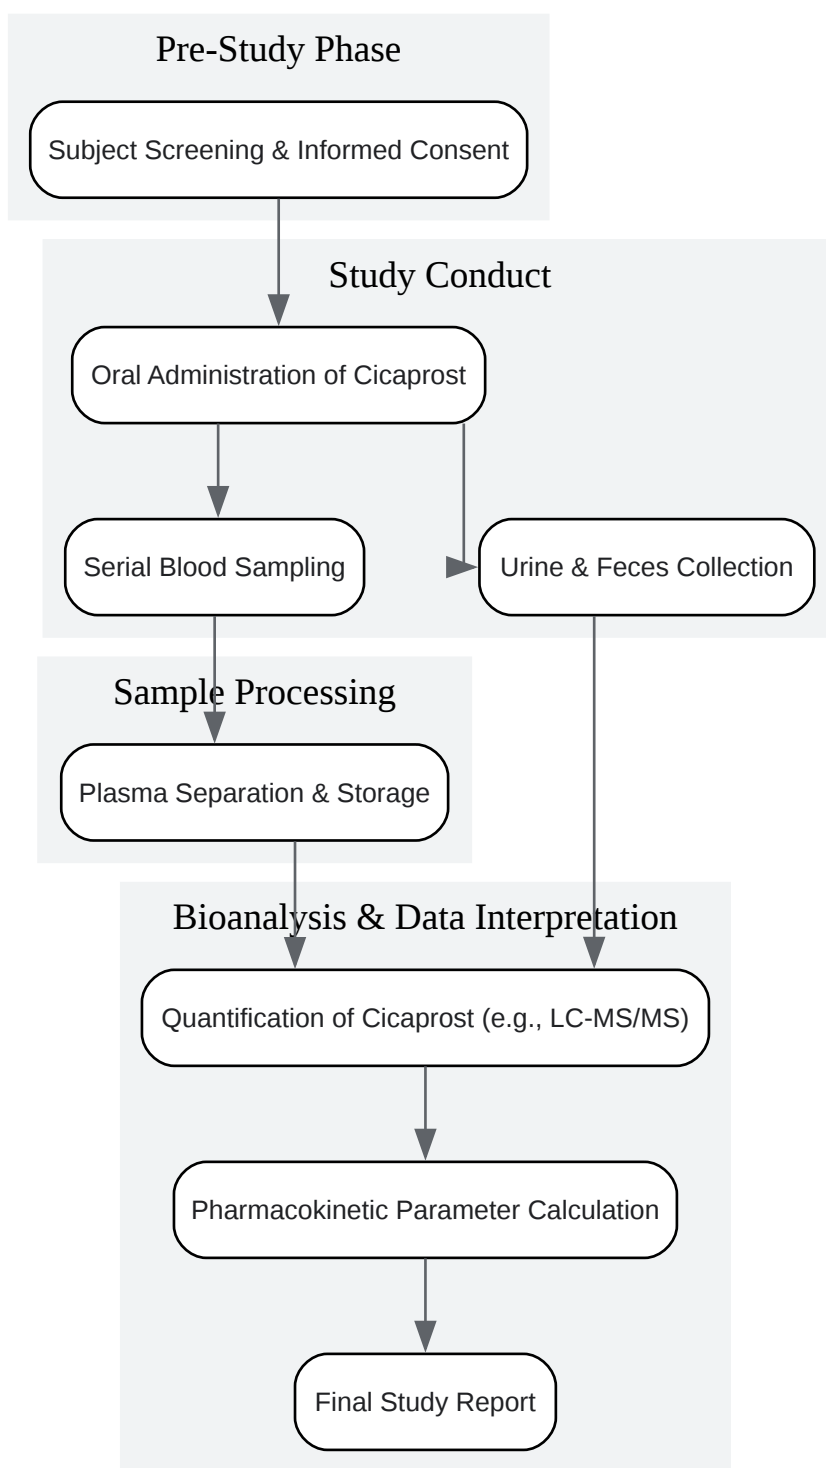 Pre-Study Phase
Subject Screening & Informed Consent
Study Conduct
Oral Administration of Cicaprost
Serial Blood Sampling
Urine & Feces Collection
Sample Processing
Plasma Separation & Storage
Bioanalysis & Data Interpretation
Quantification of Cicaprost (e.g., LC-MS/MS)
Pharmacokinetic Parameter Calculation
Final Study Report